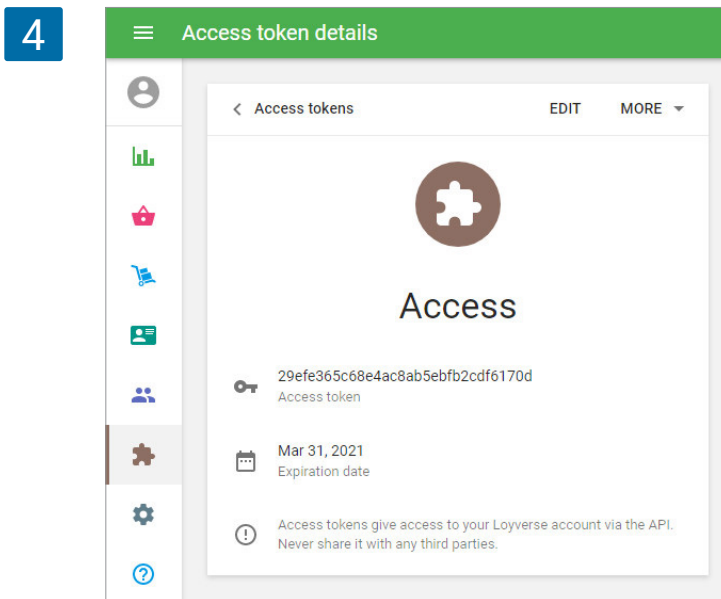 4
Access token details
Access tokens
EDIT
MORE
Access
29efe365c68e4ac8ab5ebfb2cdf6170d
Access token
Mar 31, 2021
Expiration date
Access tokens give access to your Loyverse account via the API.
Never share it with any third parties.